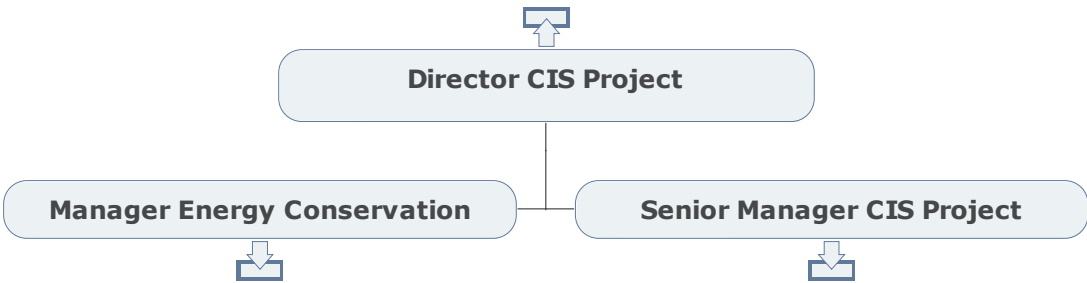 Director CIS Project
Manager Energy Conservation
Senior Manager CIS Project